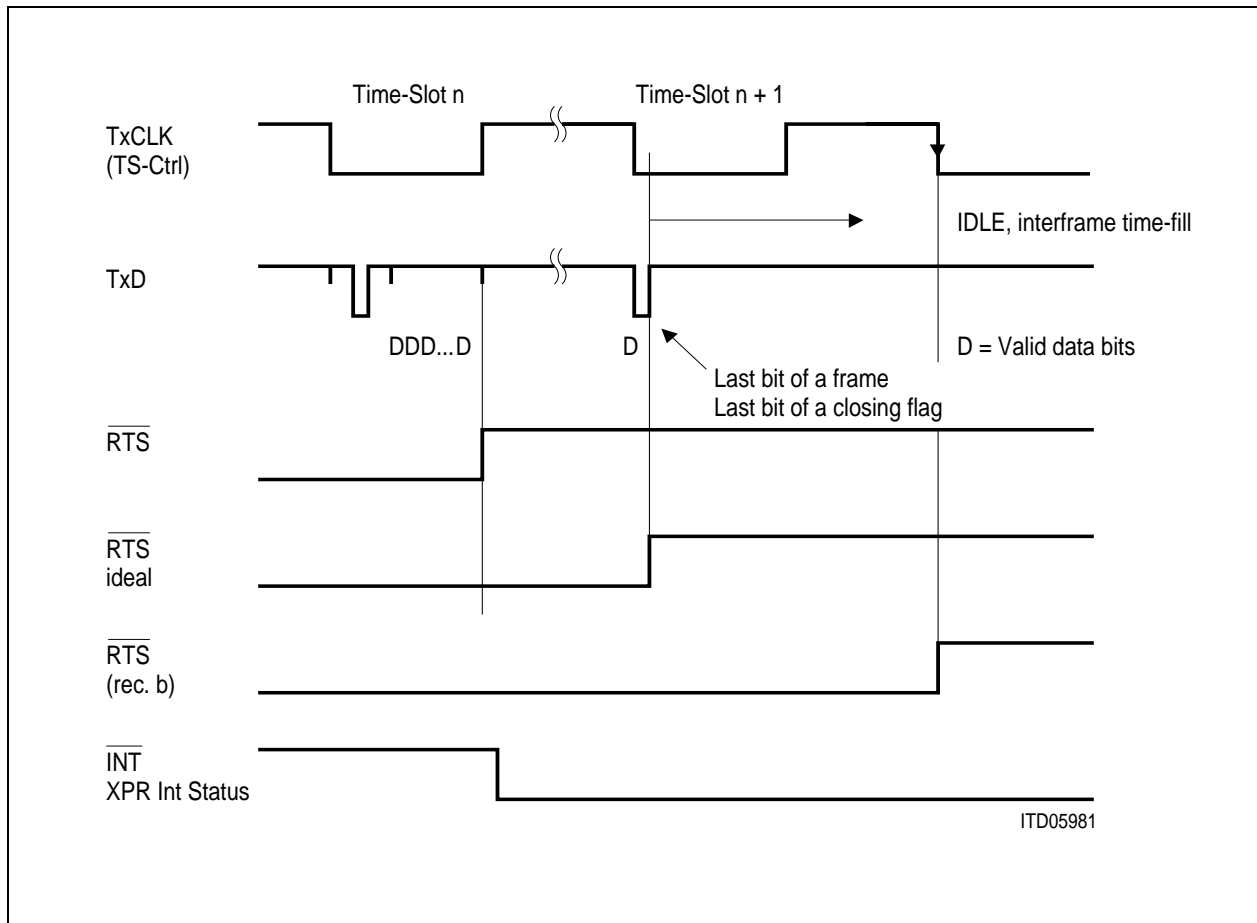 Time-Slot n
Time-Slot n + 1
TxCLK
(TS-Ctrl)
IDLE, interframe time-fill
TxD
DDD...D
D
D = Valid data bits
Last bit of a frame
Last bit of a closing flag
RTS
RTS
ideal
RTS
(rec. b)
INT
XPR Int Status
ITD05981